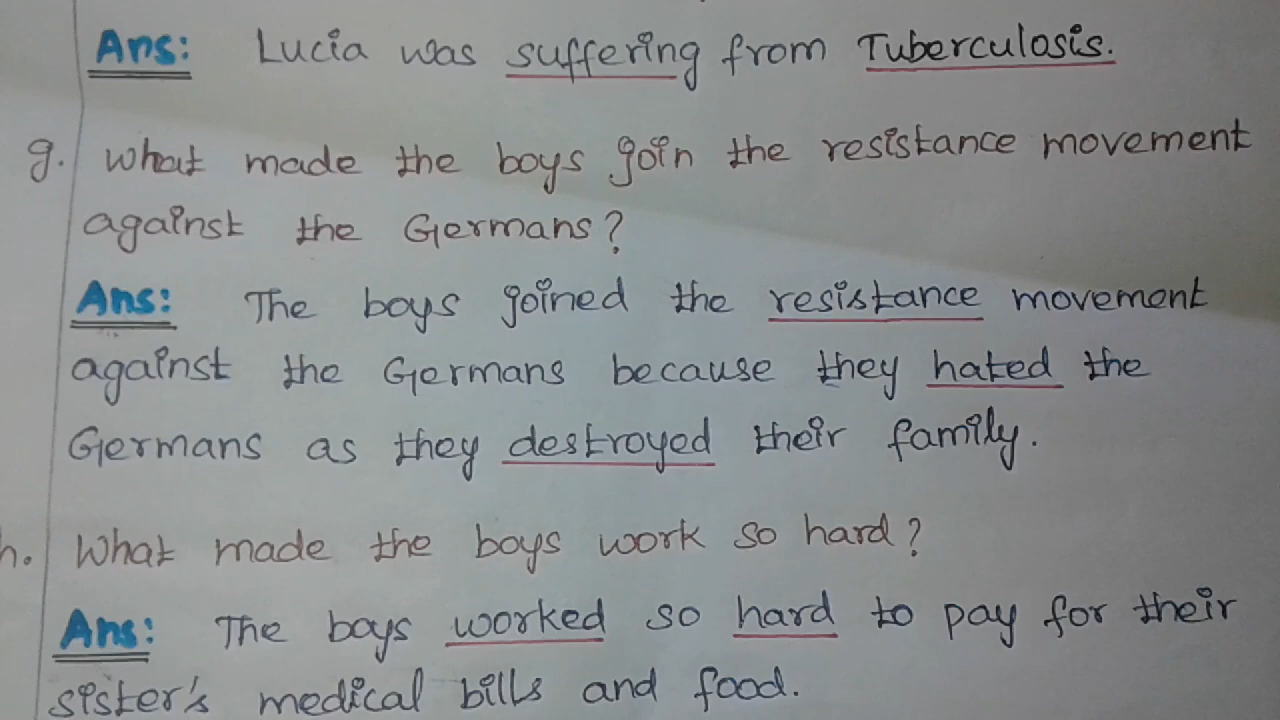 Ans: Lucia was suffering from Tuberculosis.
g. What made the boys join the resistance movement
against the Germans?
Ans: The boys joined the resistance movement
against the Germans because they hated the
Germans as they destroyed their family.
h. What made the boys work so hard?
Ans: The boys worked so hard to pay for their
sister's medical bills and food.